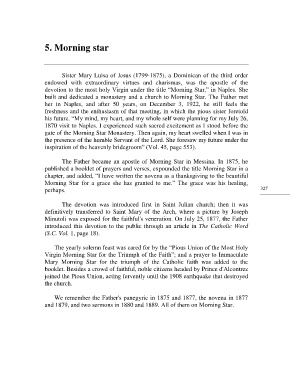 5. Morning star
Sister Mary Luisa of Jesus (1799-1875), a Dominican of the third order
endowed with extraordinary virtues and charismas, was the apostle of the
devotion to the most holy Virgin under the title "Morning Star," in Naples. She
built and dedicated a monastery and a church to Morning Star. The Father met
her in Naples, and after 50 years, on December 3, 1922, he still feels the
freshness and the enthusiasm of that meeting, in which the pious sister foretold
his future. "My mind, my heart, and my whole self were planning for my July 26,
1870 visit to Naples. I experienced such sacred excitement as I stood before the
gate of the Morning Star Monastery. Then again, my heart swelled when I was in
the presence of the humble Servant of the Lord. She foresaw my future under the
inspiration of the heavenly bridegroom" (Vol. 45, page 553).
The Father became an apostle of Morning Star in Messina. In 1875, he
published a booklet of prayers and verses, expounded the title Morning Star in a
chapter, and added, "I have written the novena as a thanksgiving to the beautiful
Morning Star for a grace she has granted to me." The grace was his healing,
perhaps.
327
The devotion was introduced first in Saint Julian church; then it was
definitively transferred to Saint Mary of the Arch, where a picture by Joseph
Minutoli was exposed for the faithful's veneration. On July 25, 1877, the Father
introduced this devotion to the public through an article in The Catholic Word
(S.C. Vol. 1, page 18).
The yearly solemn feast was cared for by the "Pious Union of the Most Holy
Virgin Morning Star for the Triumph of the Faith"; and a prayer to Immaculate
Mary Morning Star for the triumph of the Catholic faith was added to the
booklet. Besides a crowd of faithful, noble citizens headed by Prince d'Alcontrez
joined the Pious Union, acting fervently until the 1908 earthquake that destroyed
the church.
We remember the Father's panegyric in 1875 and 1877, the novena in 1877
and 1879, and two sermons in 1880 and 1889. All of them on Morning Star.